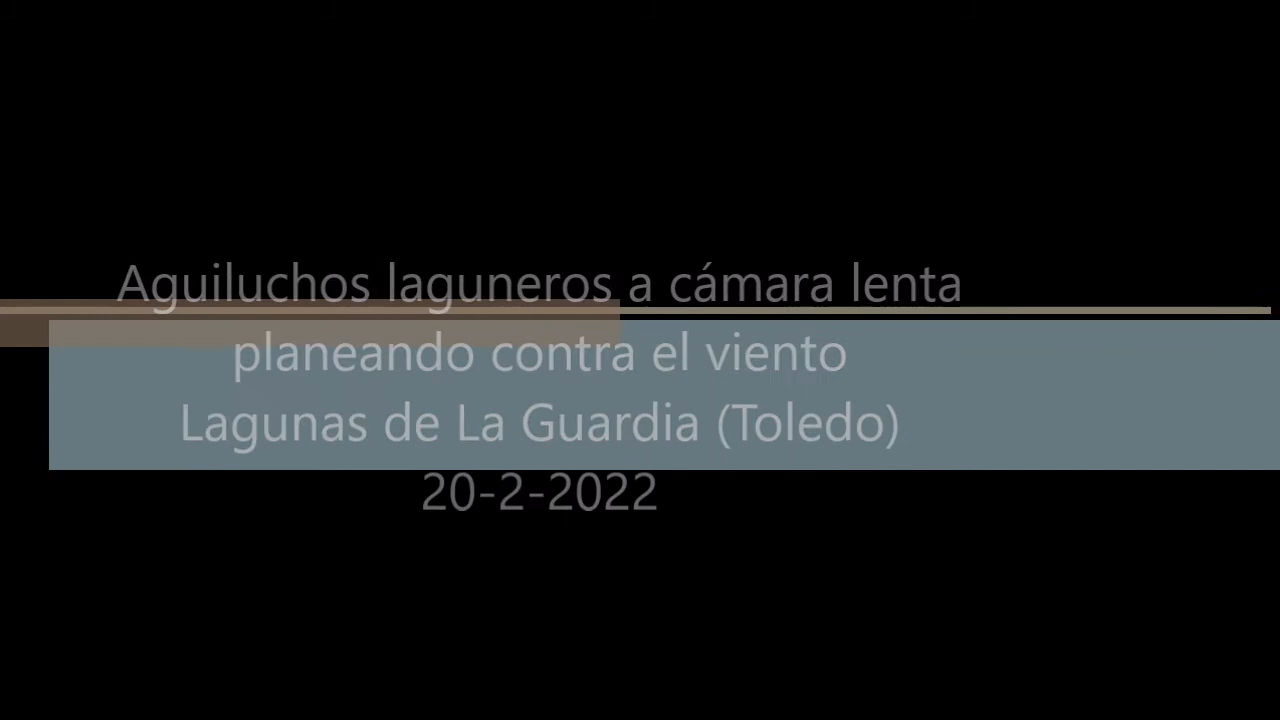 Aguiluchos laguneros a cámara lenta
planeando contra el viento
Lagunas de La Guardia (Toledo)
20-2-2022